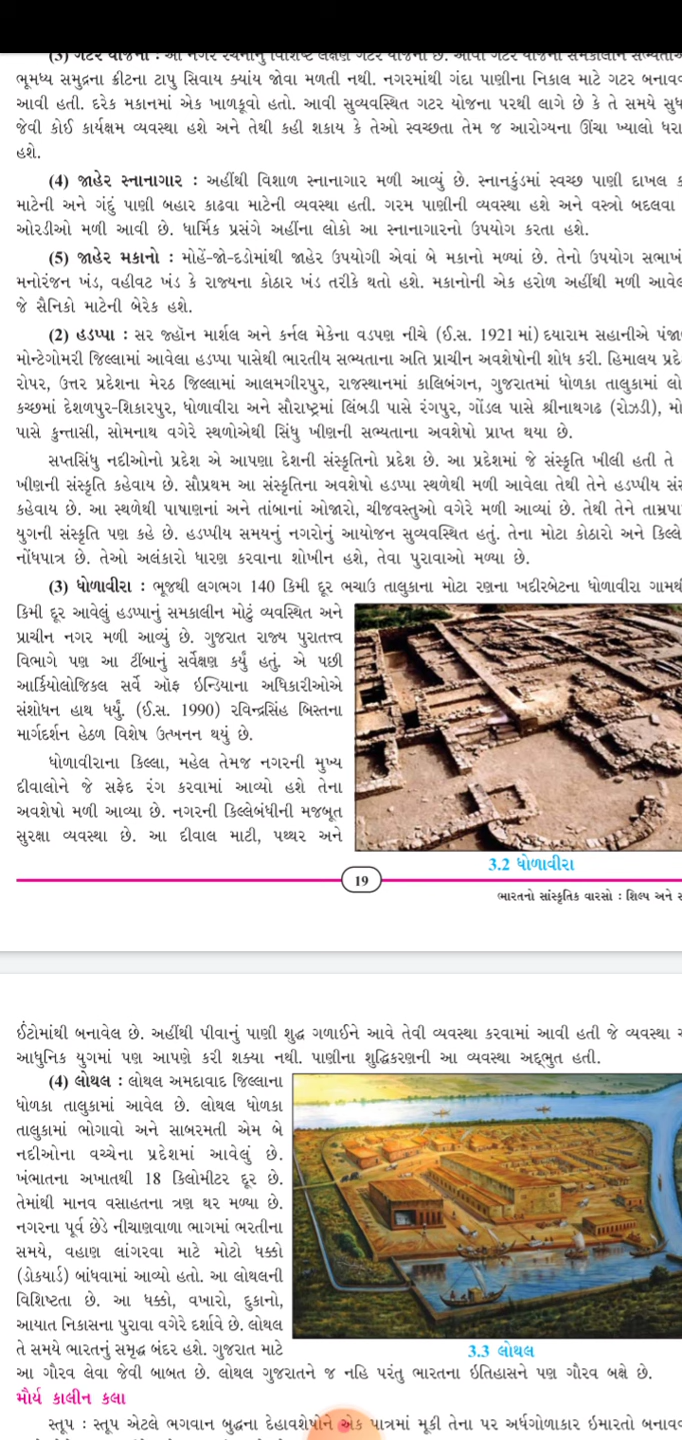 (3) ગટર યોજના : આ નગર રચનાનું વિશિષ્ટ લક્ષણ ગટર યોજના છે. આવી ગટર યોજના સમકાલીન
ભૂમધ્ય સમુદ્રના ક્રીટના ટાપુ સિવાય ક્યાંય જોવા મળતી નથી. નગરમાંથી ગંદા પાણીના નિકાલ માટે ગટર
આવી હતી. દરેક મકાનમાં એક ખાળકૂવો હતો. આવી સુવ્યવસ્થિત ગટર યોજના પરથી લાગે છે કે તે સમયે
જેવી કોઈ કાર્યક્ષમ વ્યવસ્થા હશે અને તેથી કહી શકાય કે તેઓ સ્વચ્છતા તેમ જ આરોગ્યના ઊંચા ખ્યાલો
હશે.
(4) જાહેર સ્નાનાગાર : અહીંથી વિશાળ સ્નાનાગાર મળી આવ્યું છે. સ્નાનકુંડમાં સ્વચ્છ પાણી દાખલ
માટેની અને ગંદું પાણી બહાર કાઢવા માટેની વ્યવસ્થા હતી. ગરમ પાણીની વ્યવસ્થા હશે અને વસ્ત્રો બદલવા
ઓરડીઓ મળી આવી છે. ધાર્મિક પ્રસંગે અહીંના લોકો આ સ્નાનાગારનો ઉપયોગ કરતા હશે.
(5) જાહેર મકાનો : મોહેં-જો-દડોમાંથી જાહેર ઉપયોગી એવાં બે મકાનો મળ્યાં છે. તેનો ઉપયોગ
મનોરંજન ખંડ, વહીવટ ખંડ કે રાજ્યના કોઠાર ખંડ તરીકે થતો હશે. મકાનોની એક હરોળ અહીંથી મળી
જે સૈનિકો માટેની બેરેક હશે.
(2) હડપ્પા : સર જ્હૉન માર્શલ અને કર્નલ મેકેના વડપણ નીચે (ઈ.સ. 1921 માં) દયારામ સહાનીએ
મોન્ટેગોમરી જિલ્લામાં આવેલા હડપ્પા પાસેથી ભારતીય સભ્યતાના અતિ પ્રાચીન અવશેષોની શોધ કરી. હિમાલય
રોપર, ઉત્તર પ્રદેશના મેરઠ જિલ્લામાં આલમગીરપુર, રાજસ્થાનમાં કાલિબંગન, ગુજરાતમાં ધોળકા તાલુકામાં
કચ્છમાં દેશળપુર-શિકારપુર, ધોળાવીરા અને સૌરાષ્ટ્રમાં લિંબડી પાસે રંગપુર, ગોંડલ પાસે શ્રીનાથગઢ (રોઝડી),
પાસે કુન્તાસી, સોમનાથ વગેરે સ્થળોએથી સિંધુ ખીણની સભ્યતાના અવશેષો પ્રાપ્ત થયા છે.
સપ્તસિંધુ નદીઓનો પ્રદેશ એ આપણા દેશની સંસ્કૃતિનો પ્રદેશ છે. આ પ્રદેશમાં જે સંસ્કૃતિ ખીલી હતી તે
ખીણની સંસ્કૃતિ કહેવાય છે. સૌપ્રથમ આ સંસ્કૃતિના અવશેષો હડપ્પા સ્થળેથી મળી આવેલા તેથી તેને હડપ્પીય
કહેવાય છે. આ સ્થળેથી પાષાણનાં અને તાંબાનાં ઓજારો, ચીજવસ્તુઓ વગેરે મળી આવ્યાં છે. તેથી તેને
યુગની સંસ્કૃતિ પણ કહે છે. હડપ્પીય સમયનું નગરોનું આયોજન સુવ્યવસ્થિત હતું. તેના મોટા કોઠારો અને
નોંધપાત્ર છે. તેઓ અલંકારો ધારણ કરવાના શોખીન હશે, તેવા પુરાવાઓ મળ્યા છે.
(3) ધોળાવીરા : ભૂજથી લગભગ 140 કિમી દૂર ભચાઉ તાલુકાના મોટા રણના ખદીરબેટના ધોળાવીરા
કિમી દૂર આવેલું હડપ્પાનું સમકાલીન મોટું વ્યવસ્થિત અને
પ્રાચીન નગર મળી આવ્યું છે. ગુજરાત રાજ્ય પુરાતત્ત્વ
વિભાગે પણ આ ટીંબાનું સર્વેક્ષણ કર્યું હતું. એ પછી
આર્કિયોલોજિકલ સર્વે ઑફ ઇન્ડિયાના અધિકારીઓએ
સંશોધન હાથ ધર્યું. (ઈ.સ. 1990) રવિન્દ્રસિંહ બિસ્તના
માર્ગદર્શન હેઠળ વિશેષ ઉત્ખનન થયું છે.
ધોળાવીરાના કિલ્લા, મહેલ તેમજ નગરની મુખ્ય
દીવાલોને જે સફેદ રંગ કરવામાં આવ્યો હશે તેના
અવશેષો મળી આવ્યા છે. નગરની કિલ્લેબંધીની મજબૂત
સુરક્ષા વ્યવસ્થા છે. આ દીવાલ માટી, પથ્થર અને
3.2 ધોળાવીરા
19
ભારતનો સાંસ્કૃતિક વારસો : શિલ્પ અને
ઈંટોમાંથી બનાવેલ છે. અહીંથી પીવાનું પાણી શુદ્ધ ગળાઈને આવે તેવી વ્યવસ્થા કરવામાં આવી હતી જે વ્યવસ્થા
આધુનિક યુગમાં પણ આપણે કરી શક્યા નથી. પાણીના શુદ્ધિકરણની આ વ્યવસ્થા અદ્દભુત હતી.
(4) લોથલ : લોથલ અમદાવાદ જિલ્લાના
ધોળકા તાલુકામાં આવેલ છે. લોથલ ધોળકા
તાલુકામાં ભોગાવો અને સાબરમતી એમ બે
નદીઓના વચ્ચેના પ્રદેશમાં આવેલું છે.
ખંભાતના અખાતથી 18 કિલોમીટર દૂર છે.
તેમાંથી માનવ વસાહતના ત્રણ થર મળ્યા છે.
નગરના પૂર્વ છેડે નીચાણવાળા ભાગમાં ભરતીના
સમયે, વહાણ લાંગરવા માટે મોટો ધક્કો
(ડોકયાર્ડ) બાંધવામાં આવ્યો હતો. આ લોથલની
વિશિષ્ટતા છે. આ ધક્કો, વખારો, દુકાનો,
આયાત નિકાસના પુરાવા વગેરે દર્શાવે છે. લોથલ
તે સમયે ભારતનું સમૃદ્ધ બંદર હશે. ગુજરાત માટે
3.3 લોથલ
આ ગૌરવ લેવા જેવી બાબત છે. લોથલ ગુજરાતને જ નહિ પરંતુ ભારતના ઇતિહાસને પણ ગૌરવ બક્ષે છે.
મૌર્ય કાલીન કલા
સ્તૂપ : સ્તૂપ એટલે ભગવાન બુદ્ધના દેહાવશેષોને એક પાત્રમાં મૂકી તેના પર અર્ધગોળાકાર ઇમારતો